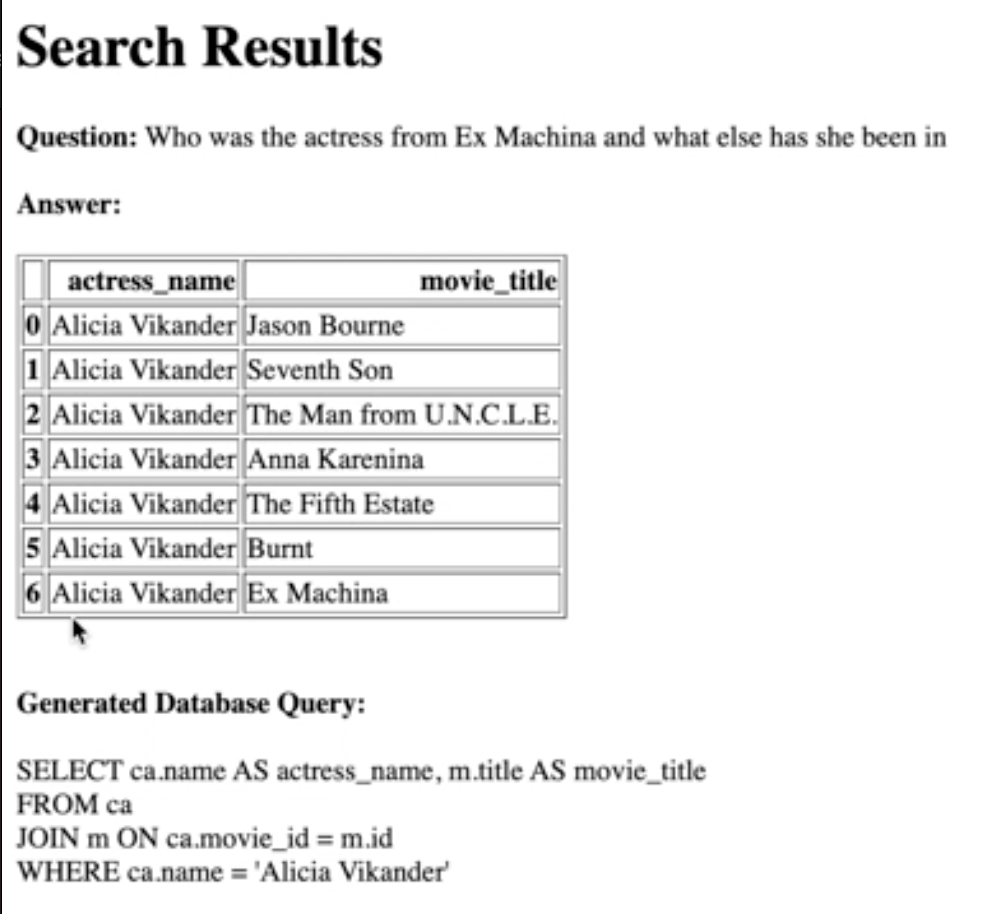 Search Results
Question: Who was the actress from Ex Machina and what else has she been in
Answer:
actress_name movie_title
0 Alicia Vikander Jason Bourne
1 Alicia Vikander Seventh Son
2 Alicia Vikander The Man from U.N.C.L.E.
3 Alicia Vikander Anna Karenina
4 Alicia Vikander The Fifth Estate
5 Alicia Vikander Burnt
6 Alicia Vikander Ex Machina
Generated Database Query:
SELECT ca.name AS actress_name, m.title AS movie_title
FROM ca
JOIN m ON ca.movie_id = m.id
WHERE ca.name = 'Alicia Vikander'